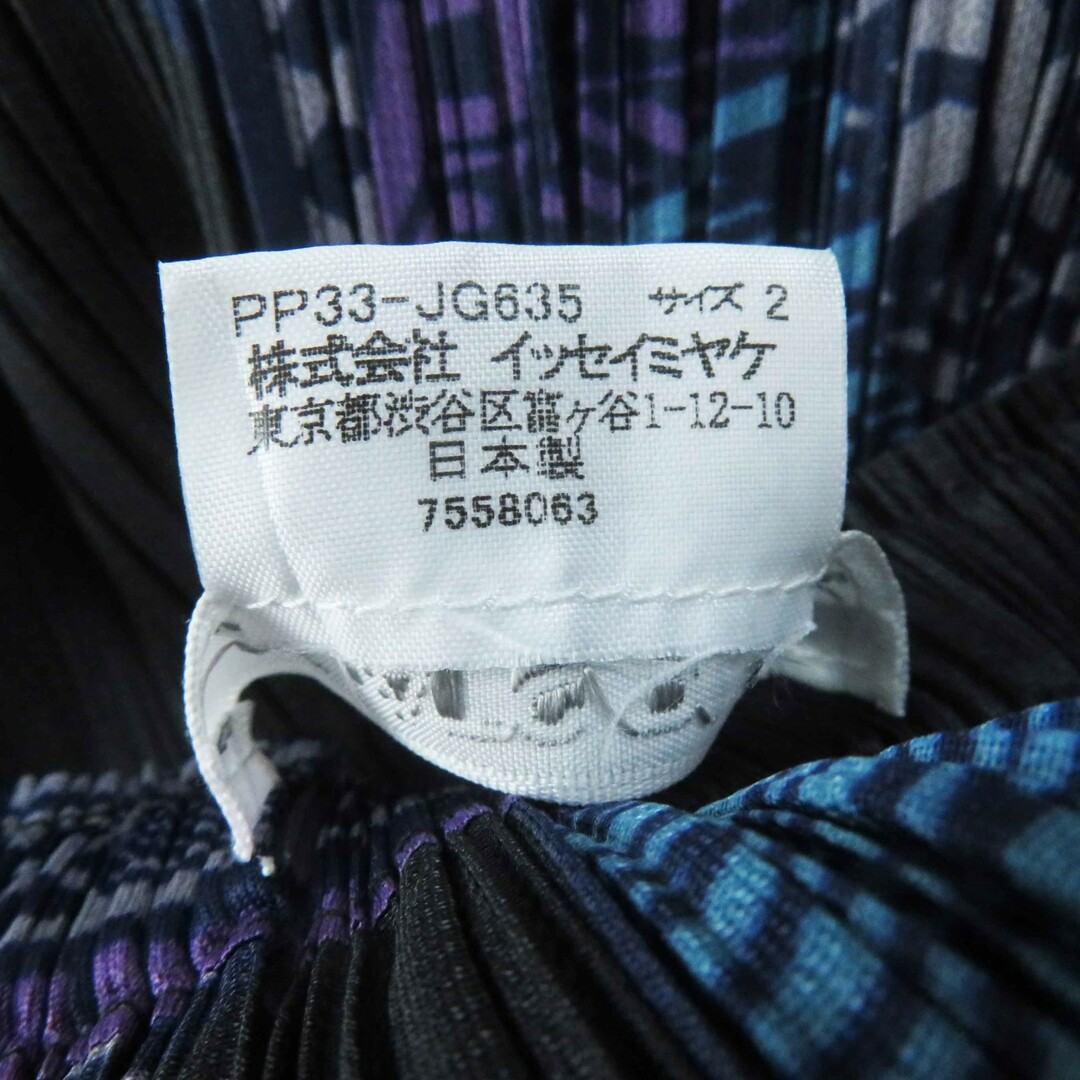 PP33-JG635 サイズ 2
株式会社 イッセイミヤケ
東京都渋谷区富ヶ谷1-12-10
日本製
7558063